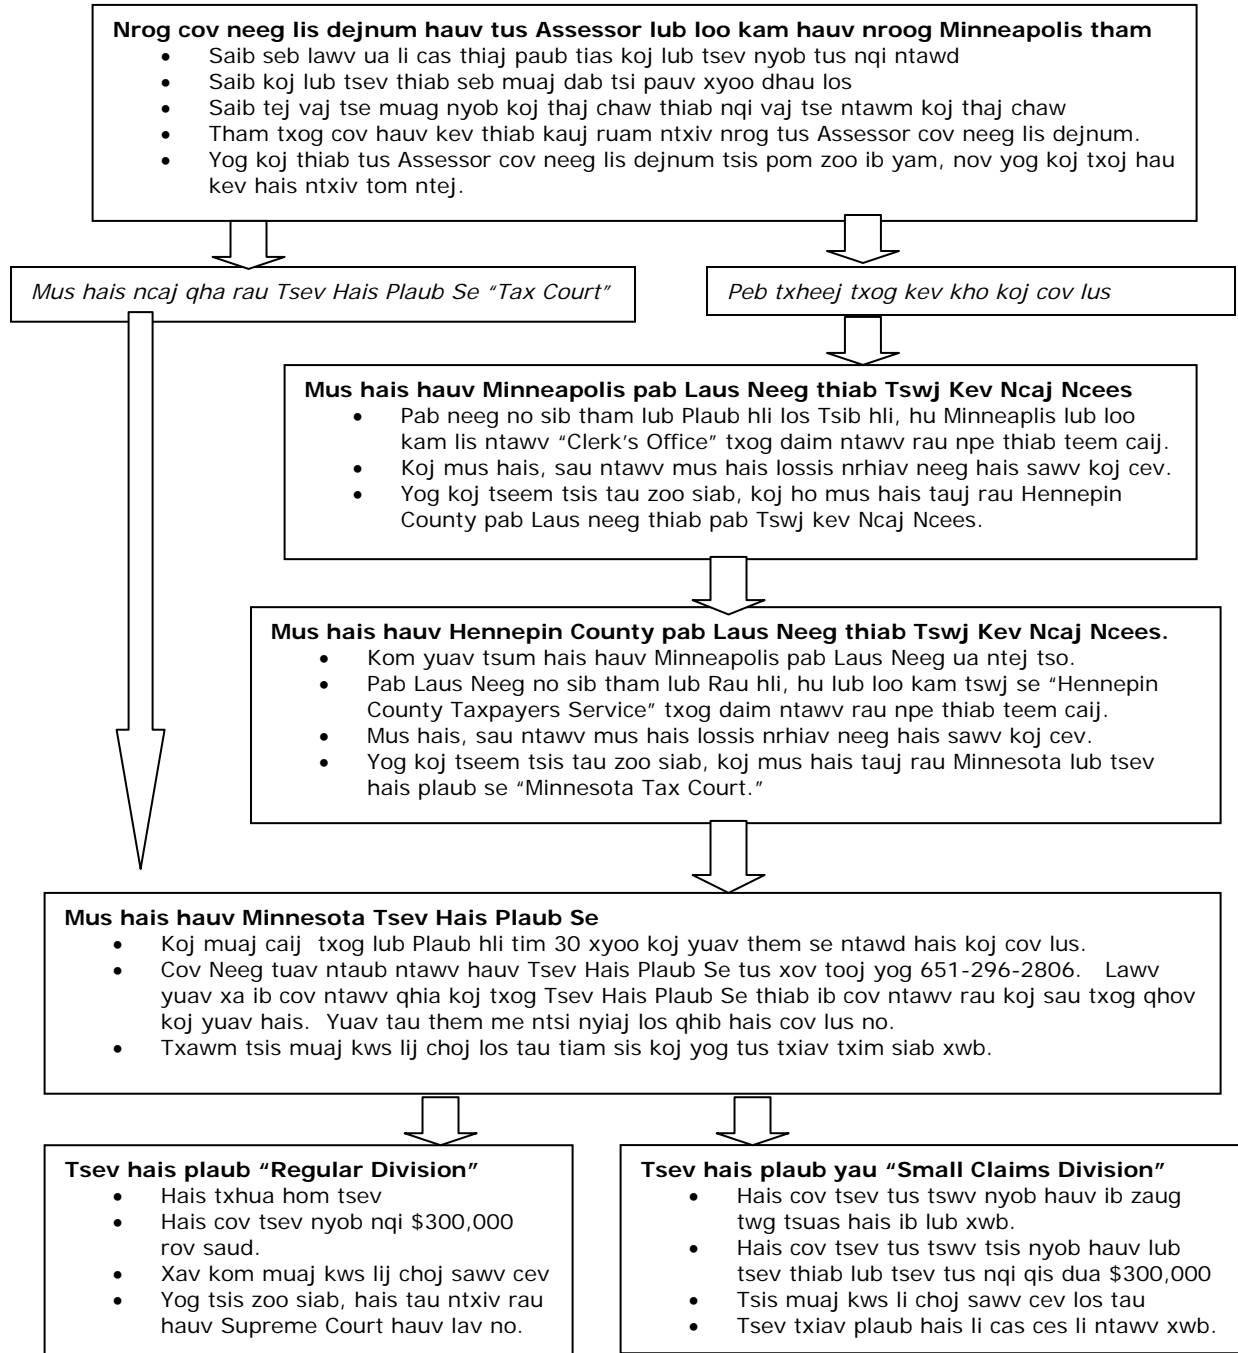 Nrog cov neeg lis dejnum hauv tus Assessor lub loo kam hauv nroog Minneapolis tham
• Saib seb lawv ua li cas thiaj paub tias koj lub tsev nyob tus nqi ntawd
• Saib koj lub tsev thiab seb muaj dab tsi pauv xyoo dhau los
• Saib tej vaj tse muag nyob koj thaj chaw thiab nqi vaj tse ntawm koj thaj chaw
• Tham txog cov hauv kev thiab kauj ruam ntxiv nrog tus Assessor cov neeg lis dejnum.
• Yog koj thiab tus Assessor cov neeg lis dejnum tsis pom zoo ib yam, nov yog koj txoj hau
kev hais ntxiv tom ntej.
Mus hais ncaj qha rau Tsev Hais Plaub Se “Tax Court”
Peb txheej txog kev kho koj cov lus
Mus hais hauv Minneapolis pab Laus Neeg thiab Tswj Kev Ncaj Ncees
• Pab neeg no sib tham lub Plaub hli los Tsib hli, hu Minneaplis lub loo
kam lis ntawv “Clerk’s Office” txog daim ntawv rau npe thiab teem caij.
• Koj mus hais, sau ntawv mus hais lossis nrhiav neeg hais sawv koj cev.
• Yog koj tseem tsis tau zoo siab, koj ho mus hais tauj rau Hennepin
County pab Laus neeg thiab pab Tswj kev Ncaj Ncees.
Mus hais hauv Hennepin County pab Laus Neeg thiab Tswj Kev Ncaj Ncees.
• Kom yuav tsum hais hauv Minneapolis pab Laus Neeg ua ntej tso.
• Pab Laus Neeg no sib tham lub Rau hli, hu lub loo kam tswj se “Hennepin
County Taxpayers Service” txog daim ntawv rau npe thiab teem caij.
• Mus hais, sau ntawv mus hais lossis nrhiav neeg hais sawv koj cev.
• Yog koj tseem tsis tau zoo siab, koj mus hais tauj rau Minnesota lub tsev
hais plaub se “Minnesota Tax Court.”
Mus hais hauv Minnesota Tsev Hais Plaub Se
• Koj muaj caij txog lub Plaub hli tim 30 xyoo koj yuav them se ntawd hais koj cov lus.
• Cov Neeg tuav ntaub ntawv hauv Tsev Hais Plaub Se tus xov tooj yog 651-296-2806. Lawv
yuav xa ib cov ntawv qhia koj txog Tsev Hais Plaub Se thiab ib cov ntawv rau koj sau txog qhov
koj yuav hais. Yuav tau them me ntsi nyiaj los qhib hais cov lus no.
• Txawm tsis muaj kws lij choj los tau tiam sis koj yog tus txiav txim siab xwb.
Tsev hais plaub “Regular Division”
• Hais txhua hom tsev
• Hais cov tsev nyob nqi $300,000
rov saud.
• Xav kom muaj kws lij choj sawv cev
• Yog tsis zoo siab, hais tau ntxiv rau
hauv Supreme Court hauv lav no.
Tsev hais plaub yau “Small Claims Division”
• Hais cov tsev tus tswv nyob hauv ib zaug
twg tsuas hais ib lub xwb.
• Hais cov tsev tus tswv tsis nyob hauv lub
tsev thiab lub tsev tus nqi qis dua $300,000
• Tsis muaj kws li choj sawv cev los tau
• Tsev txiav plaub hais li cas ces li ntawv xwb.